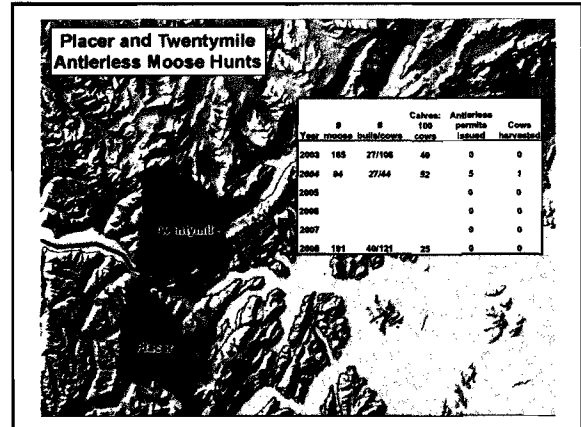 Placer and Twentymile
Antlerless Moose Hunts
Year # moose # bulls/cows Calves: 100 cows Antlerless permits issued Cows harvested
2003 185 27/106 49 0 0
2004 94 27/44 52 5 1
2005 0 0
2006 0 0
2007 0 0
2008 191 40/121 25 0 0